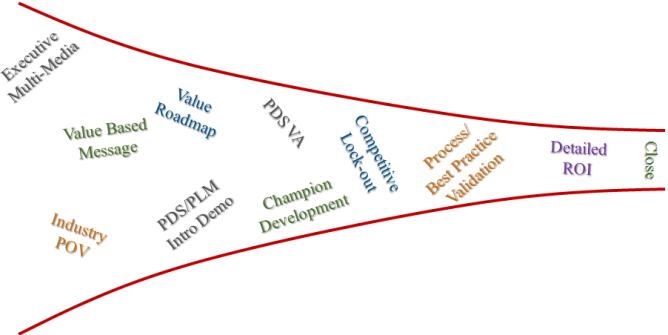 Executive
Multi-Media
Value Based
Message
Industry
POV
Value
Roadmap
PDS/PLM
Intro Demo
PDS VA
Champion
Development
Competitive
Lock-out
Process/
Best Practice
Validation
Detailed
ROI
Close